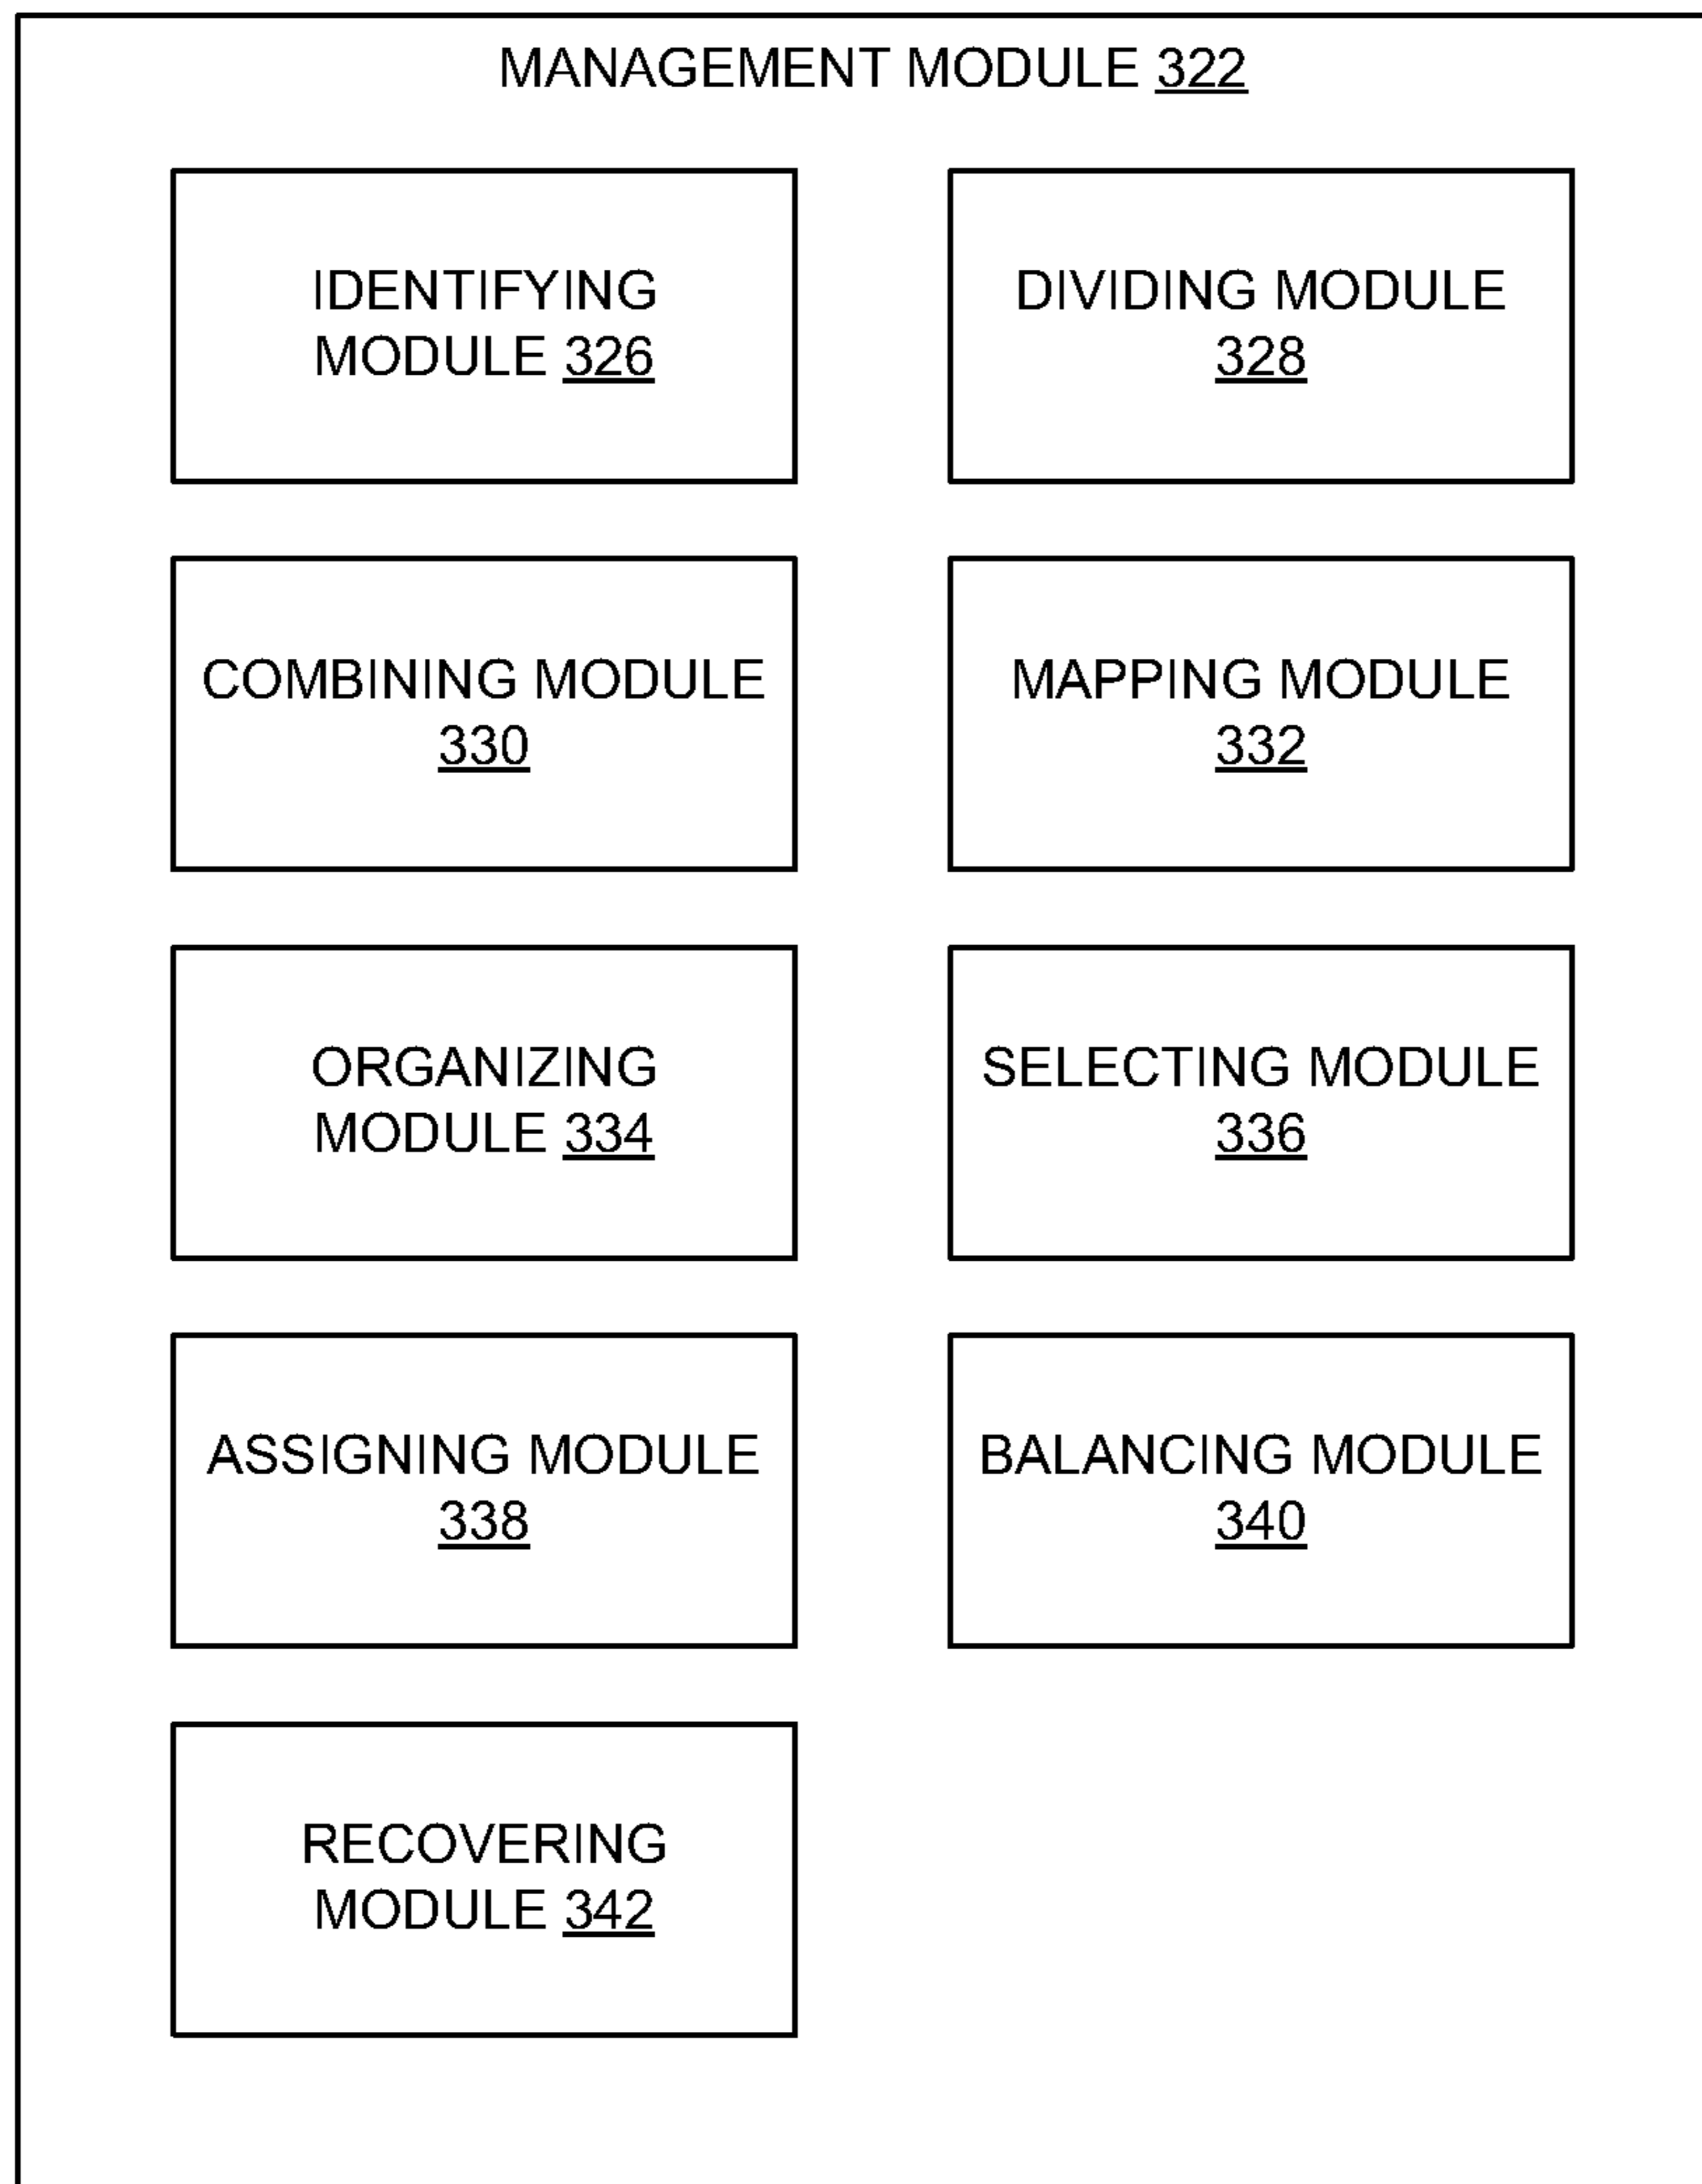 MANAGEMENT MODULE 322
IDENTIFYING
MODULE 326
DIVIDING MODULE
328
COMBINING MODULE
330
MAPPING MODULE
332
ORGANIZING
MODULE 334
SELECTING MODULE
336
ASSIGNING MODULE
338
BALANCING MODULE
340
RECOVERING
MODULE 342